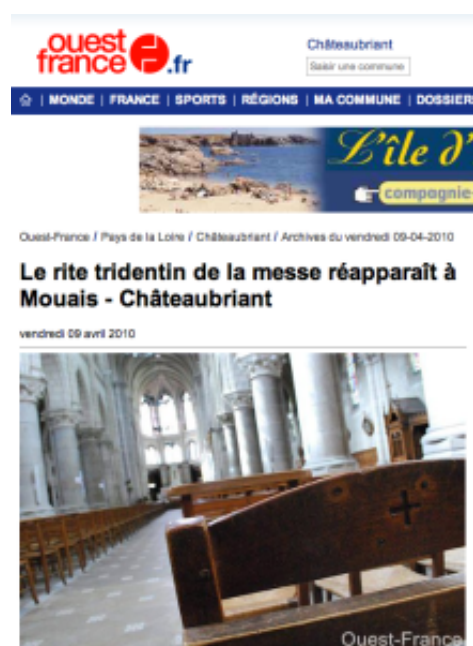 ouest
france .fr
Châteaubriant
Saisir une commune
| MONDE | FRANCE | SPORTS | RÉGIONS | MA COMMUNE | DOSSIERS
L'île d'
compagnie
Ouest-France / Pays de la Loire / Châteaubriant / Archives du vendredi 09-04-2010
Le rite tridentin de la messe réapparaît à
Mouais - Châteaubriant
vendredi 09 avril 2010
Ouest-France